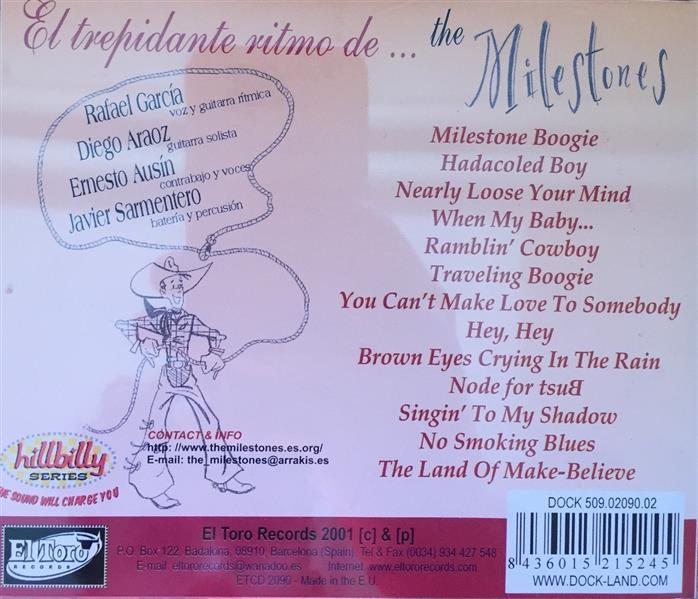 El trepidante ritmo de ... the Milestones
Rafael García
voz y guitarra rítmica
Diego Araoz
guitarra solista
Ernesto Ausín
contrabajo y voces
Javier Sarmentero
batería y percusión
Milestone Boogie
Hadacoled Boy
Nearly Loose Your Mind
When My Baby...
Ramblin' Cowboy
Traveling Boogie
You Can't Make Love To Somebody
Hey, Hey
Brown Eyes Crying In The Rain
Node for tsuB
Singin' To My Shadow
No Smoking Blues
The Land Of Make-Believe
CONTACT & INFO
http://www.themilestones.es.org/
E-mail: the_milestones@arrakis.es
hillbilly
SERIES
THE SOUND WILL CHARGE YOU
El Toro
RECORDS
El Toro Records 2001 [c] & [p]
P.O. Box 122, Badalona, 08910, Barcelona (Spain). Tel & Fax (0034) 934 427 548
E-mail: eltororecords@wanadoo.es Internet: www.eltororecords.com
ETCD 2090 - Made in the E.U.
DOCK 509.02090.02
8 436015 215245
WWW.DOCK-LAND.COM